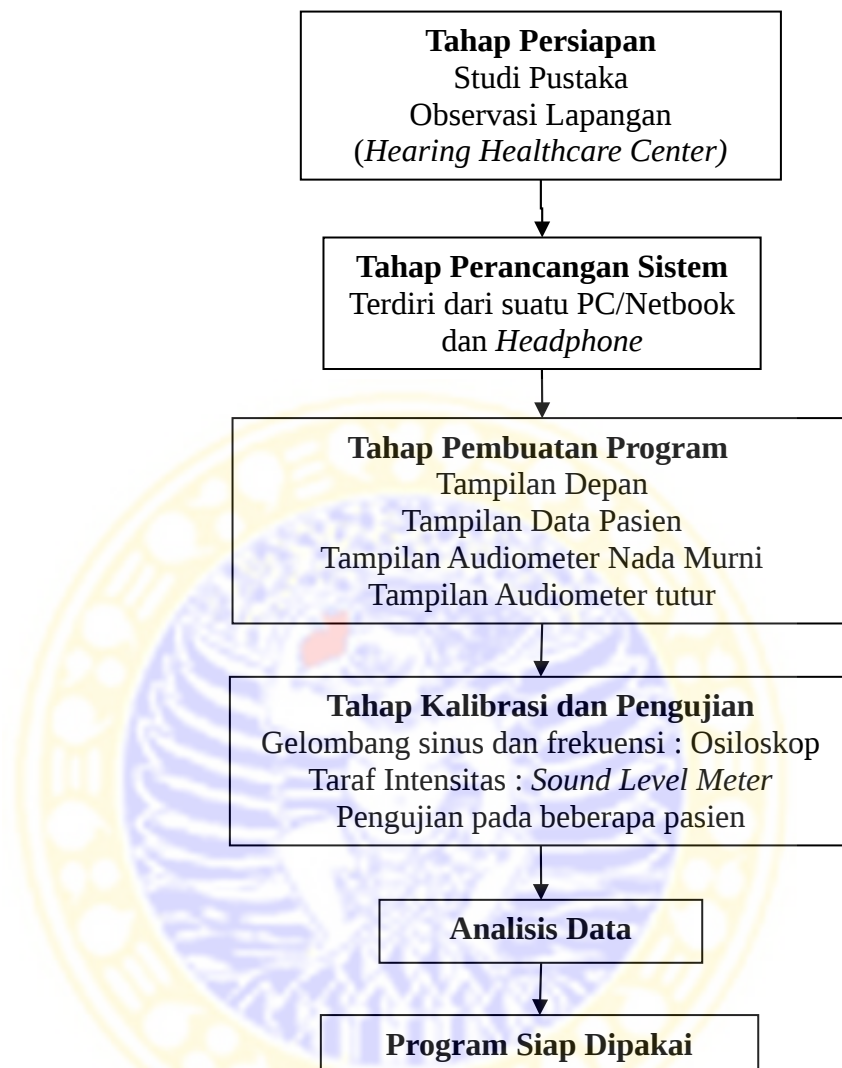 Tahap Persiapan
Studi Pustaka
Observasi Lapangan
(Hearing Healthcare Center)
Tahap Perancangan Sistem
Terdiri dari suatu PC/Netbook
dan Headphone
Tahap Pembuatan Program
Tampilan Depan
Tampilan Data Pasien
Tampilan Audiometer Nada Murni
Tampilan Audiometer tutur
Tahap Kalibrasi dan Pengujian
Gelombang sinus dan frekuensi : Osiloskop
Taraf Intensitas : Sound Level Meter
Pengujian pada beberapa pasien
Analisis Data
Program Siap Dipakai